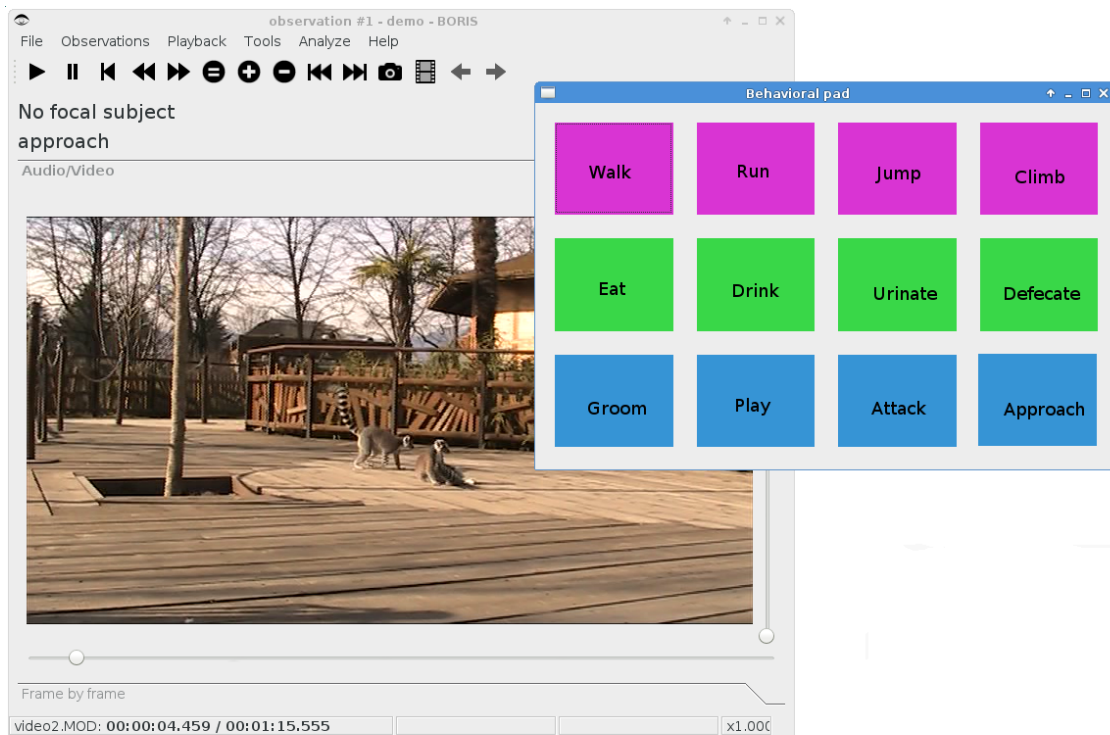 observation #1 - demo - BORIS
File Observations Playback Tools Analyze Help
No focal subject
approach
Audio/Video
Behavioral pad
Walk Run Jump Climb
Eat Drink Urinate Defecate
Groom Play Attack Approach
Frame by frame
video2.MOD: 00:00:04.459 / 00:01:15.555 x1.000